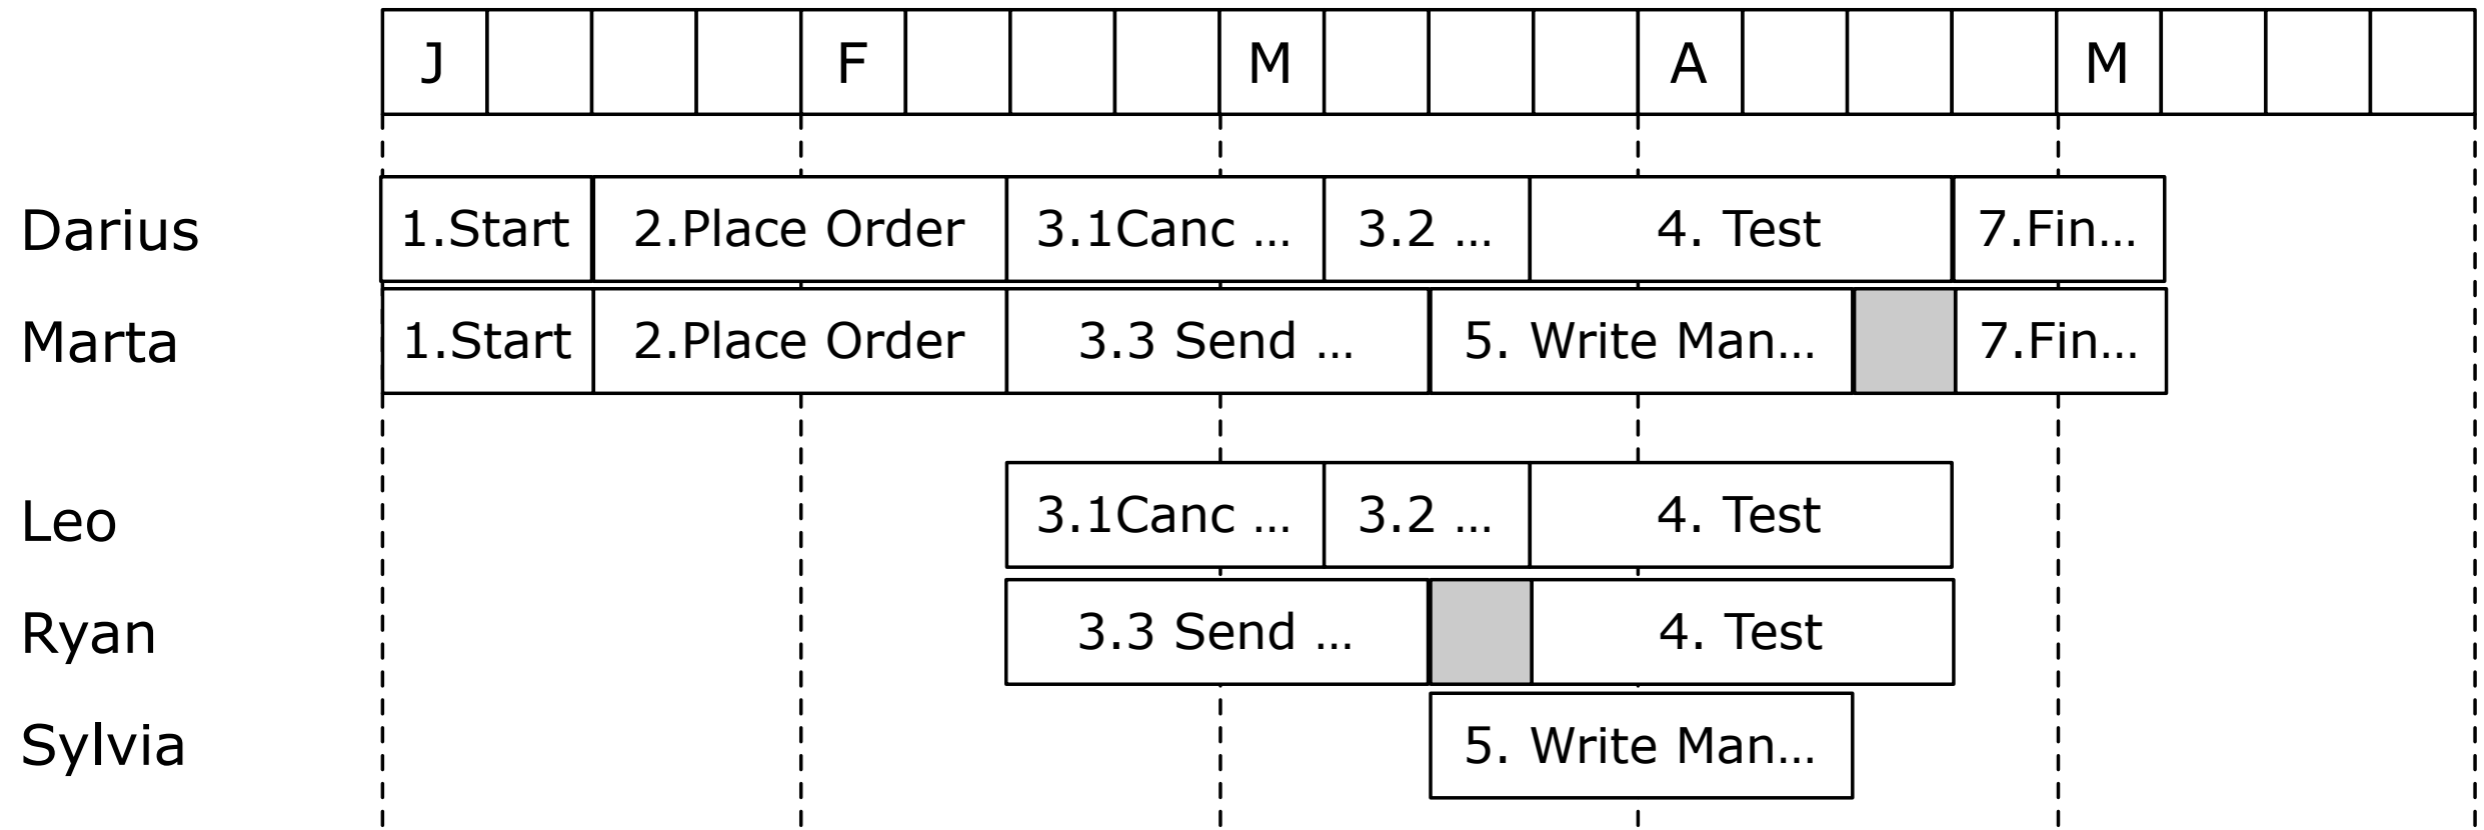 J F M A M
Darius 1.Start 2.Place Order 3.1Canc ... 3.2 ... 4. Test 7.Fin...
Marta 1.Start 2.Place Order 3.3 Send ... 5. Write Man... 7.Fin...
Leo 3.1Canc ... 3.2 ... 4. Test
Ryan 3.3 Send ... 4. Test
Sylvia 5. Write Man...